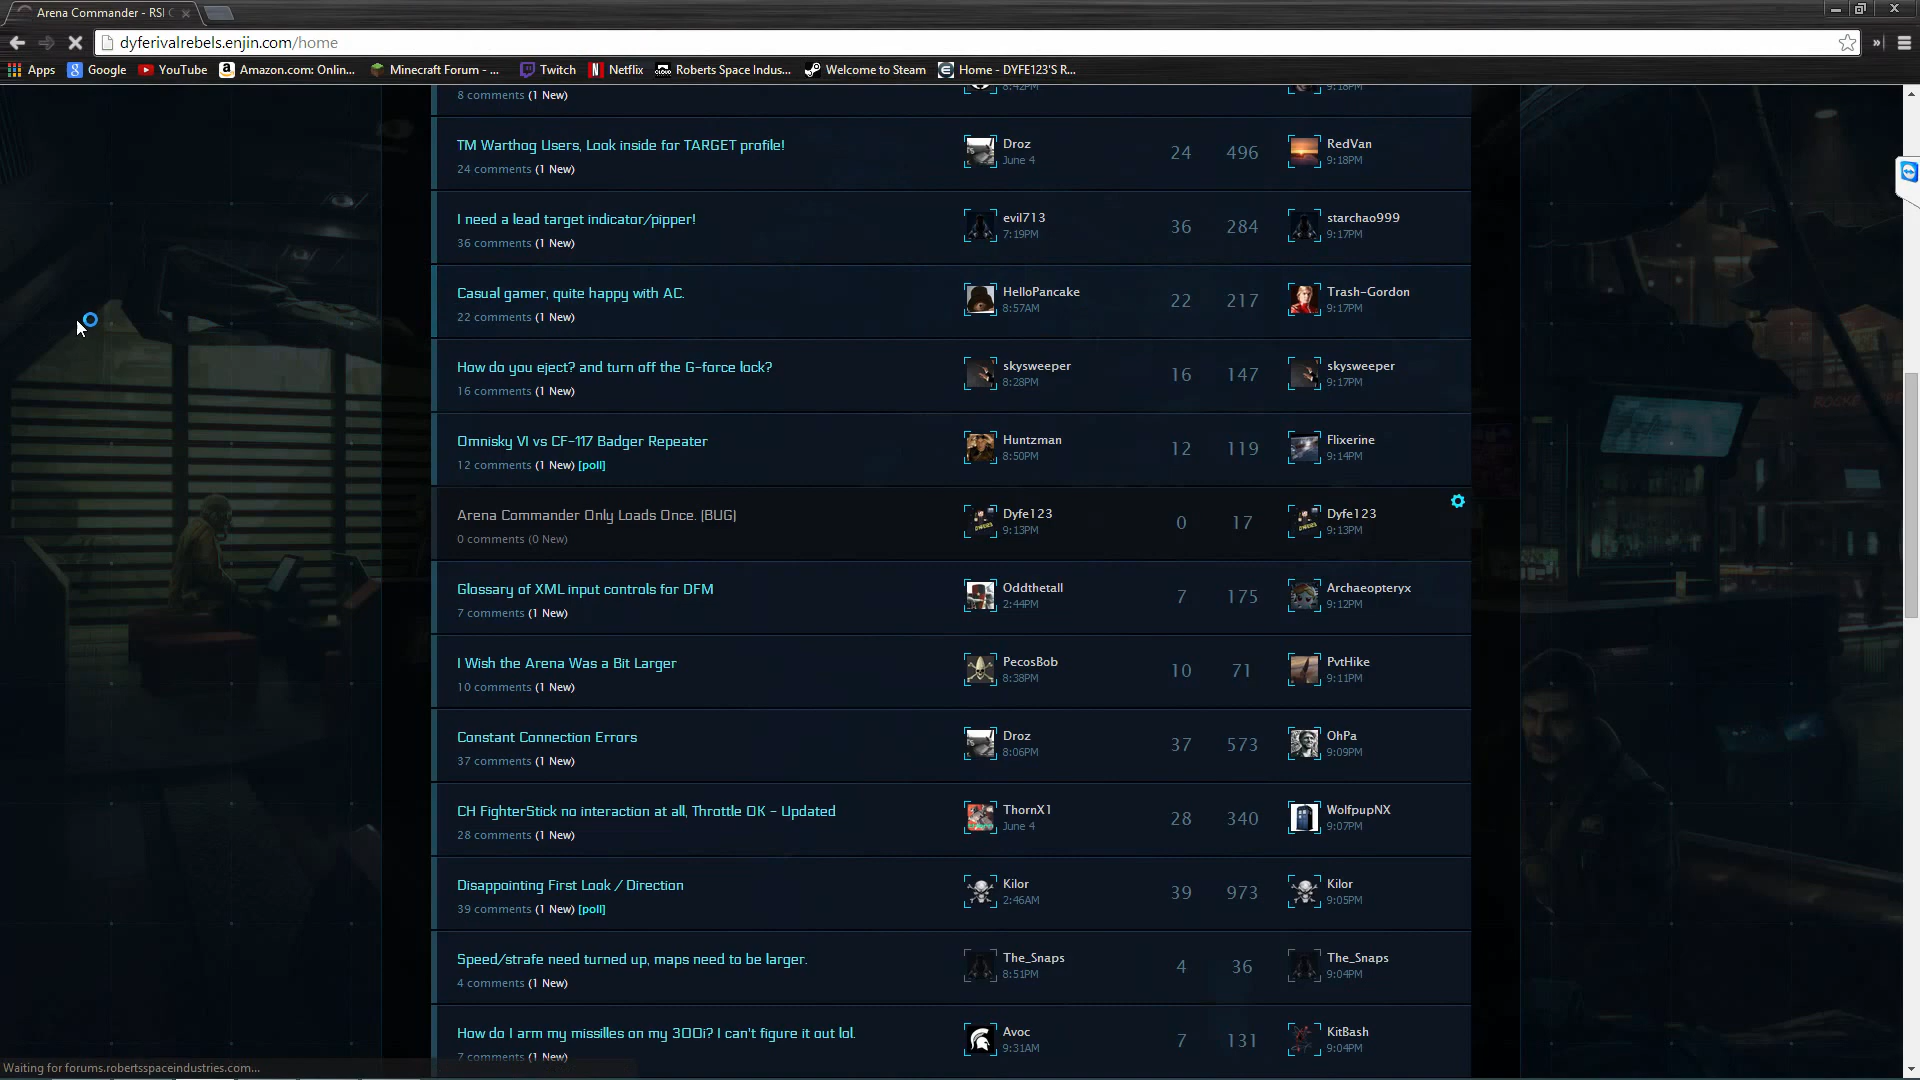 Arena Commander - RSI
dyferivalrebels.enjin.com/home
Apps Google YouTube Amazon.com: Onlin... Minecraft Forum - ... Twitch Netflix Roberts Space Indus... Welcome to Steam Home - DYFE123'S R...
8 comments (1 New) 8:42PM 9:18PM
TM Warthog Users, Look inside for TARGET profile! Droz 24 496 RedVan
24 comments (1 New) June 4 9:18PM
I need a lead target indicator/pipper! evil713 36 284 starchao999
36 comments (1 New) 7:19PM 9:17PM
Casual gamer, quite happy with AC. HelloPancake 22 217 Trash-Gordon
22 comments (1 New) 8:57AM 9:17PM
How do you eject? and turn off the G-force lock? skysweeper 16 147 skysweeper
16 comments (1 New) 8:28PM 9:17PM
Omnisky VI vs CF-117 Badger Repeater Huntzman 12 119 Flixerine
12 comments (1 New) [poll] 8:50PM 9:14PM
Arena Commander Only Loads Once. (BUG) Dyfe123 0 17 Dyfe123
0 comments (0 New) 9:13PM 9:13PM
Glossary of XML input controls for DFM Oddthetall 7 175 Archaeopteryx
7 comments (1 New) 2:44PM 9:12PM
I Wish the Arena Was a Bit Larger PecosBob 10 71 PvtHike
10 comments (1 New) 8:38PM 9:11PM
Constant Connection Errors Droz 37 573 OhPa
37 comments (1 New) 8:06PM 9:09PM
CH FighterStick no interaction at all, Throttle OK - Updated ThornX1 28 340 WolfpupNX
28 comments (1 New) June 4 9:07PM
Disappointing First Look / Direction Kilor 39 973 Kilor
39 comments (1 New) [poll] 2:46AM 9:05PM
Speed/strafe need turned up, maps need to be larger. The_Snaps 4 36 The_Snaps
4 comments (1 New) 8:51PM 9:04PM
How do I arm my missilles on my 300i? I can't figure it out lol. Avoc 7 131 KitBash
7 comments (1 New) 9:31AM 9:04PM
Waiting for forums.robertsspaceindustries.com...